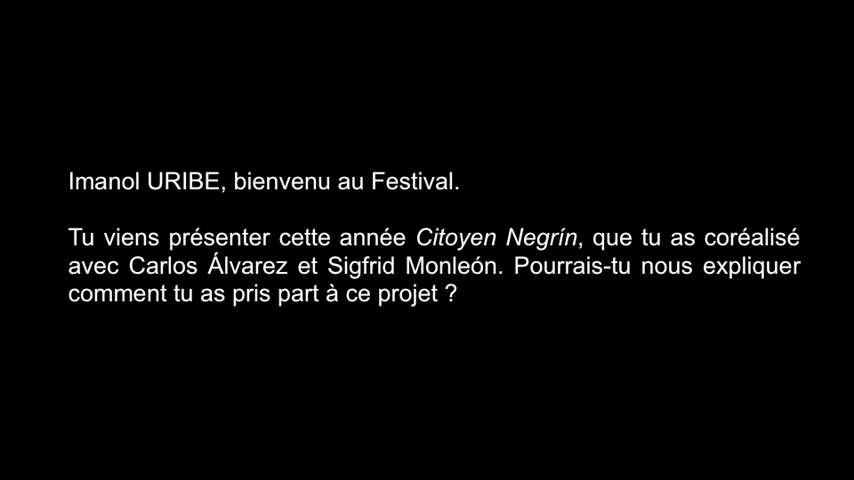 Imanol URIBE, bienvenu au Festival.
Tu viens présenter cette année Citoyen Negrín, que tu as coréalisé
avec Carlos Álvarez et Sigfrid Monleón. Pourrais-tu nous expliquer
comment tu as pris part à ce projet ?